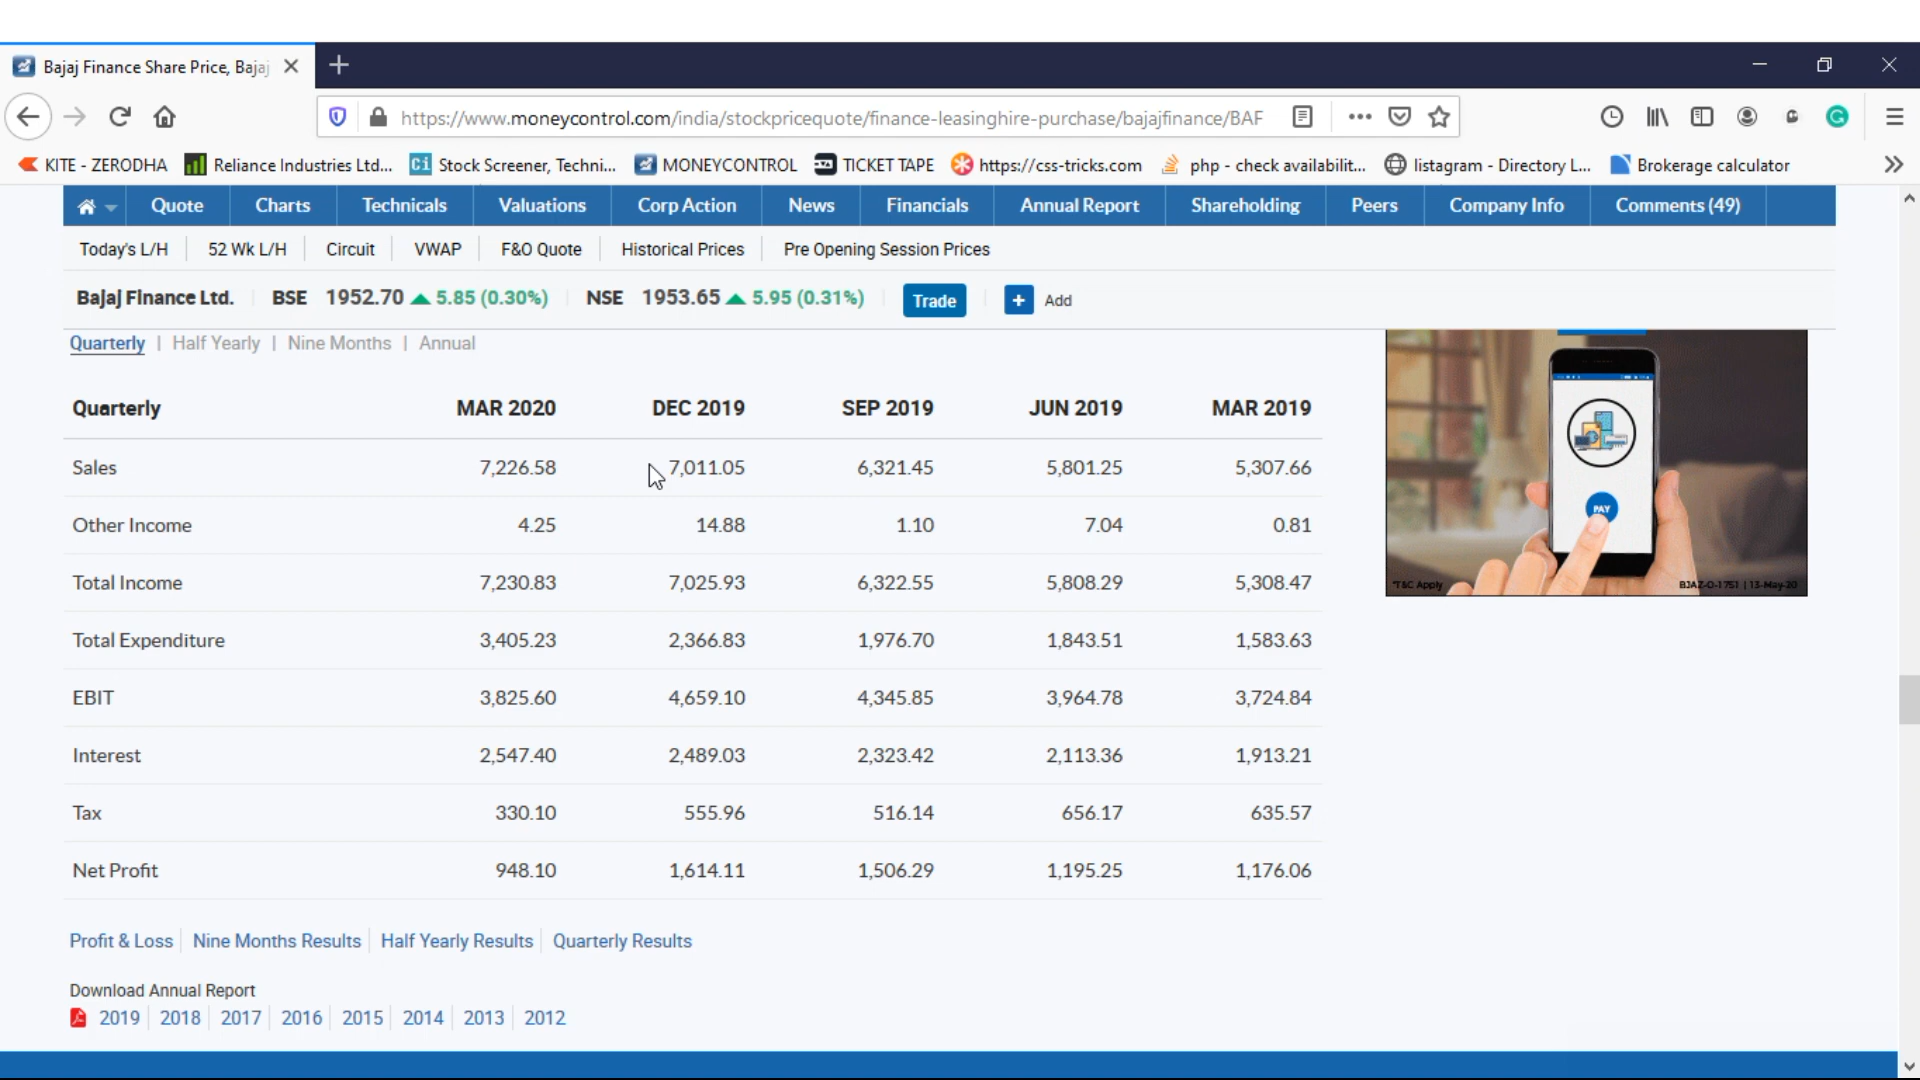 Bajaj Finance Share Price, Bajaj
https://www.moneycontrol.com/india/stockpricequote/finance-leasinghire-purchase/bajajfinance/BAF
KITE - ZERODHA Reliance Industries Ltd... Ci Stock Screener, Techni... MONEYCONTROL TICKET TAPE https://css-tricks.com php - check availabilit... listagram - Directory L... Brokerage calculator
Quote Charts Technicals Valuations Corp Action News Financials Annual Report Shareholding Peers Company Info Comments (49)
Today's L/H 52 Wk L/H Circuit VWAP F&O Quote Historical Prices Pre Opening Session Prices
Bajaj Finance Ltd. BSE 1952.70 5.85 (0.30%) NSE 1953.65 5.95 (0.31%) Trade + Add
Quarterly | Half Yearly | Nine Months | Annual
Quarterly MAR 2020 DEC 2019 SEP 2019 JUN 2019 MAR 2019
Sales 7,226.58 7,011.05 6,321.45 5,801.25 5,307.66
Other Income 4.25 14.88 1.10 7.04 0.81
PAY
Total Income 7,230.83 7,025.93 6,322.55 5,808.29 5,308.47
*T&C Apply BJAZ-O-1751 | 13-May-20
Total Expenditure 3,405.23 2,366.83 1,976.70 1,843.51 1,583.63
EBIT 3,825.60 4,659.10 4,345.85 3,964.78 3,724.84
Interest 2,547.40 2,489.03 2,323.42 2,113.36 1,913.21
Tax 330.10 555.96 516.14 656.17 635.57
Net Profit 948.10 1,614.11 1,506.29 1,195.25 1,176.06
Profit & Loss Nine Months Results Half Yearly Results Quarterly Results
Download Annual Report
2019 2018 2017 2016 2015 2014 2013 2012